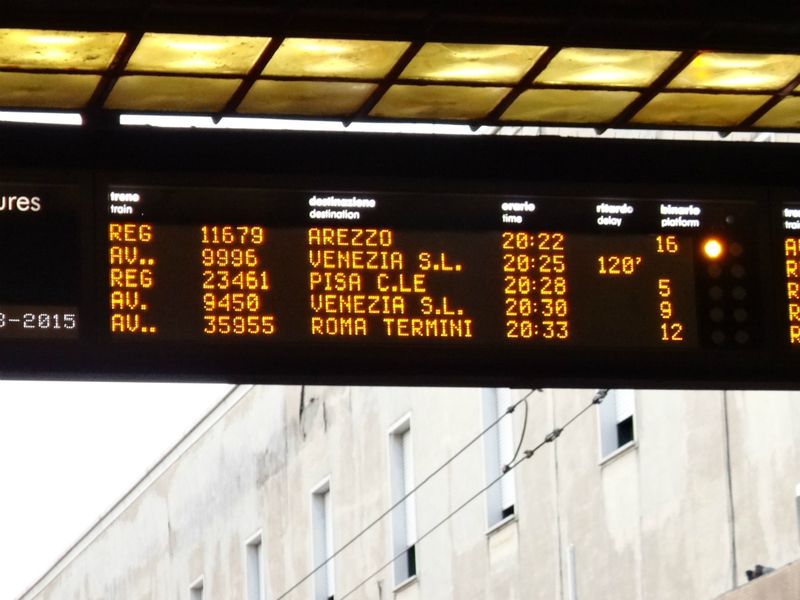 ures
treno destinazione orario ritardo binario
train destination time delay platform
REG 11679 AREZZO 20:22 16
AV.. 9996 VENEZIA S.L. 20:25 120'
REG 23461 PISA C.LE 20:28 5
AV. 9450 VENEZIA S.L. 20:30 9
AV.. 35955 ROMA TERMINI 20:33 12
-2015